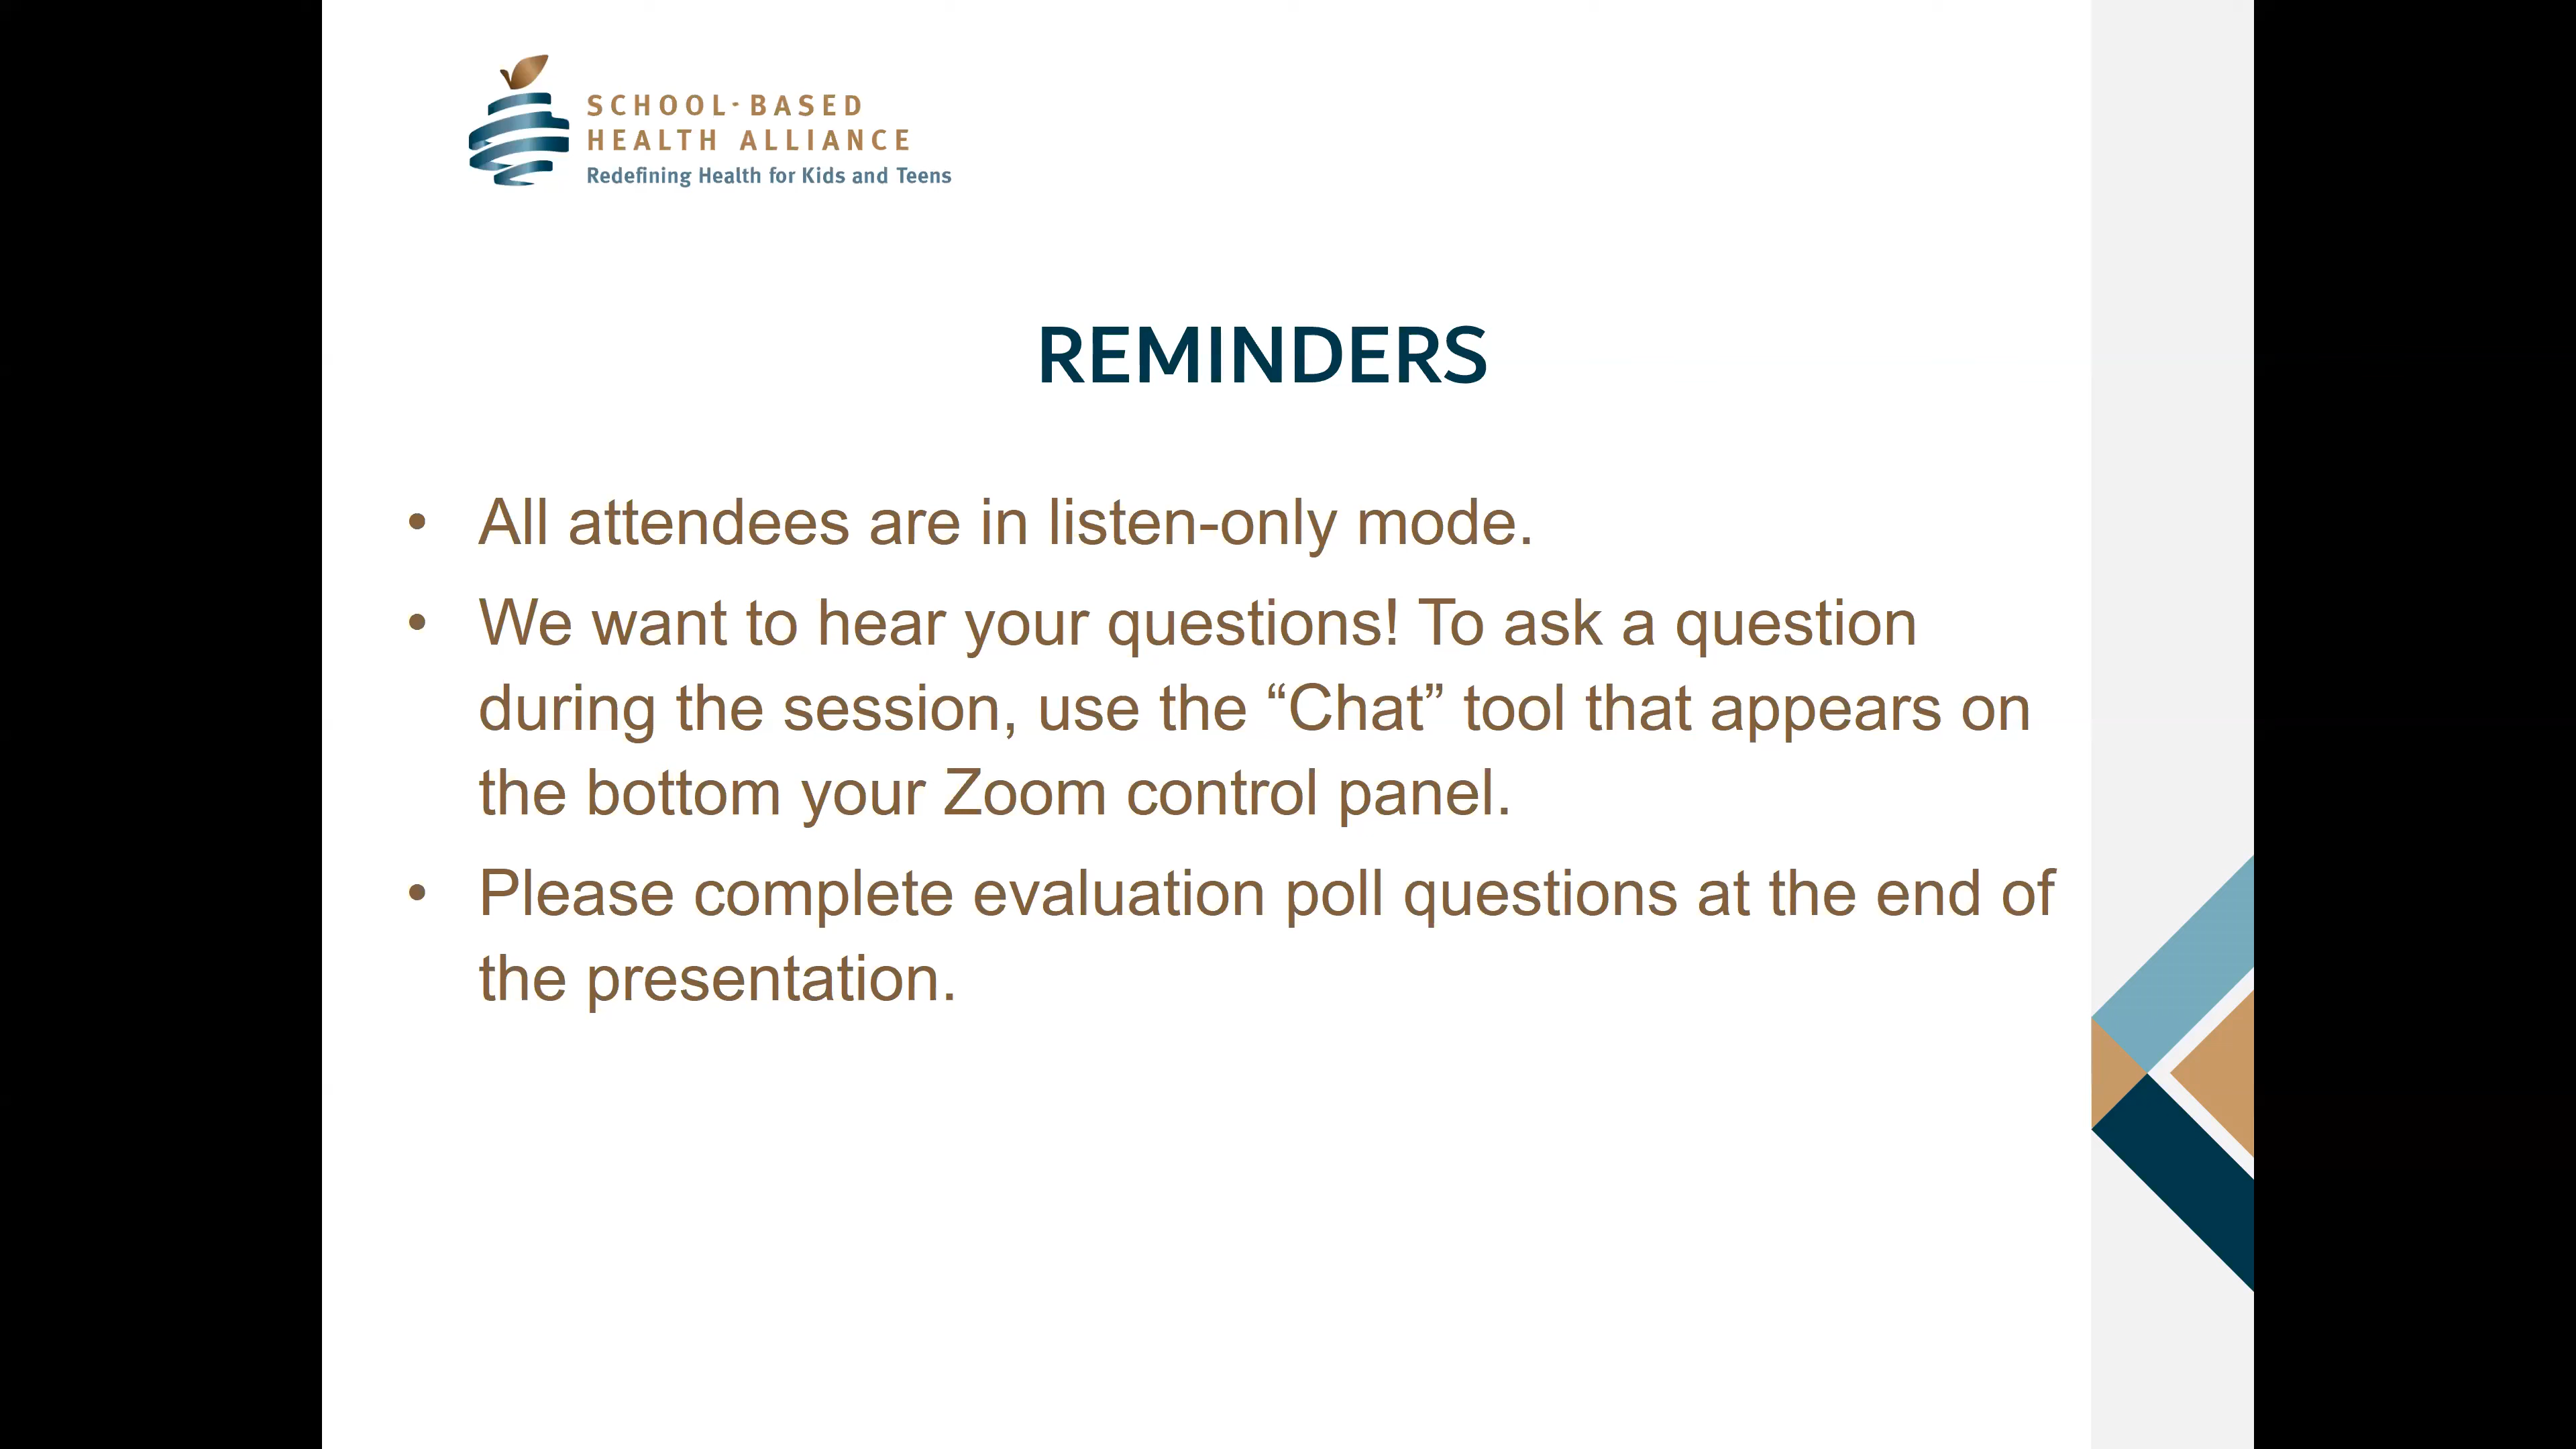 SCHOOL-BASED
HEALTH ALLIANCE
Redefining Health for Kids and Teens
REMINDERS
• All attendees are in listen-only mode.
• We want to hear your questions! To ask a question
during the session, use the “Chat” tool that appears on
the bottom your Zoom control panel.
• Please complete evaluation poll questions at the end of
the presentation.